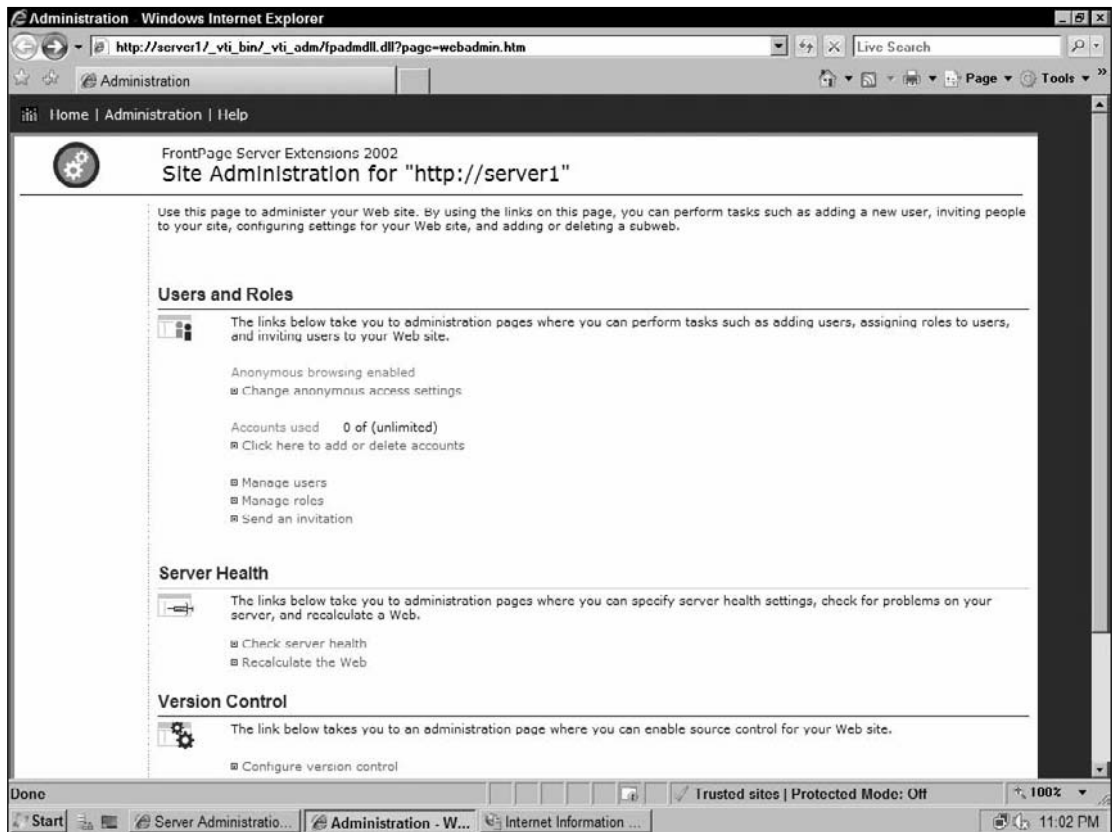 Administration Windows Internet Explorer
http://server1/_vti_bin/_vti_adm/fpadmdll.dll?page=webadmin.htm
Live Search
Administration
Page
Tools
Home | Administration | Help
FrontPage Server Extensions 2002
Site Administration for "http://server1"
Use this page to administer your Web site. By using the links on this page, you can perform tasks such as adding a new user, inviting people
to your site, configuring settings for your Web site, and adding or deleting a subweb.
Users and Roles
The links below take you to administration pages where you can perform tasks such as adding users, assigning roles to users,
and inviting users to your Web site.
Anonymous browsing enabled
Change anonymous access settings
Accounts used 0 of (unlimited)
Click here to add or delete accounts
Manage users
Manage roles
Send an invitation
Server Health
The links below take you to administration pages where you can specify server health settings, check for problems on your
server, and recalculate a Web.
Check server health
Recalculate the Web
Version Control
The link below takes you to an administration page where you can enable source control for your Web site.
Configure version control
Done
Trusted sites | Protected Mode: Off
100%
Start
Server Administratio...
Administration - W...
Internet Information ...
11:02 PM